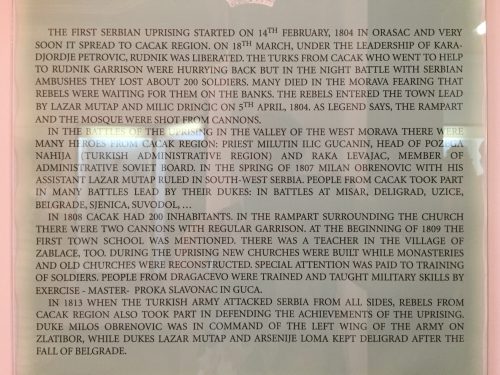 THE FIRST SERBIAN UPRISING STARTED ON 14TH FEBRUARY, 1804 IN ORASAC AND VERY
SOON IT SPREAD TO CACAK REGION. ON 18TH MARCH, UNDER THE LEADERSHIP OF KARA-
DJORDJE PETROVIC, RUDNIK WAS LIBERATED. THE TURKS FROM CACAK WHO WENT TO HELP
TO RUDNIK GARRISON WERE HURRYING BACK BUT IN THE NIGHT BATTLE WITH SERBIAN
AMBUSHES THEY LOST ABOUT 200 SOLDIERS. MANY DIED IN THE MORAVA FEARING THAT
REBELS WERE WAITING FOR THEM ON THE BANKS. THE REBELS ENTERED THE TOWN LEAD
BY LAZAR MUTAP AND MILIC DRINCIC ON 5TH APRIL, 1804. AS LEGEND SAYS, THE RAMPART
AND THE MOSQUE WERE SHOT FROM CANNONS.
IN THE BATTLES OF THE UPRISING IN THE VALLEY OF THE WEST MORAVA THERE WERE
MANY HEROES FROM CACAK REGION: PRIEST MILUTIN ILIC GUCANIN, HEAD OF POZEGA
NAHIJA (TURKISH ADMINISTRATIVE REGION) AND RAKA LEVAJAC, MEMBER OF
ADMINISTRATIVE SOVIET BOARD. IN THE SPRING OF 1807 MILAN OBRENOVIC WITH HIS
ASSISTANT LAZAR MUTAP RULED IN SOUTH-WEST SERBIA. PEOPLE FROM CACAK TOOK PART
IN MANY BATTLES LEAD BY THEIR DUKES: IN BATTLES AT MISAR, DELIGRAD, UZICE,
BELGRADE, SJENICA, SUVODOL, ...
IN 1808 CACAK HAD 200 INHABITANTS. IN THE RAMPART SURROUNDING THE CHURCH
THERE WERE TWO CANNONS WITH REGULAR GARRISON. AT THE BEGINNING OF 1809 THE
FIRST TOWN SCHOOL WAS MENTIONED. THERE WAS A TEACHER IN THE VILLAGE OF
ZABLACE, TOO. DURING THE UPRISING NEW CHURCHES WERE BUILT WHILE MONASTERIES
AND OLD CHURCHES WERE RECONSTRUCTED. SPECIAL ATTENTION WAS PAID TO TRAINING
OF SOLDIERS. PEOPLE FROM DRAGACEVO WERE TRAINED AND TAUGHT MILITARY SKILLS BY
EXERCISE - MASTER- PROKA SLAVONAC IN GUCA.
IN 1813 WHEN THE TURKISH ARMY ATTACKED SERBIA FROM ALL SIDES, REBELS FROM
CACAK REGION ALSO TOOK PART IN DEFENDING THE ACHIEVEMENTS OF THE UPRISING.
DUKE MILOS OBRENOVIC WAS IN COMMAND OF THE LEFT WING OF THE ARMY ON
ZLATIBOR, WHILE DUKES LAZAR MUTAP AND ARSENIJE LOMA KEPT DELIGRAD AFTER THE
FALL OF BELGRADE.